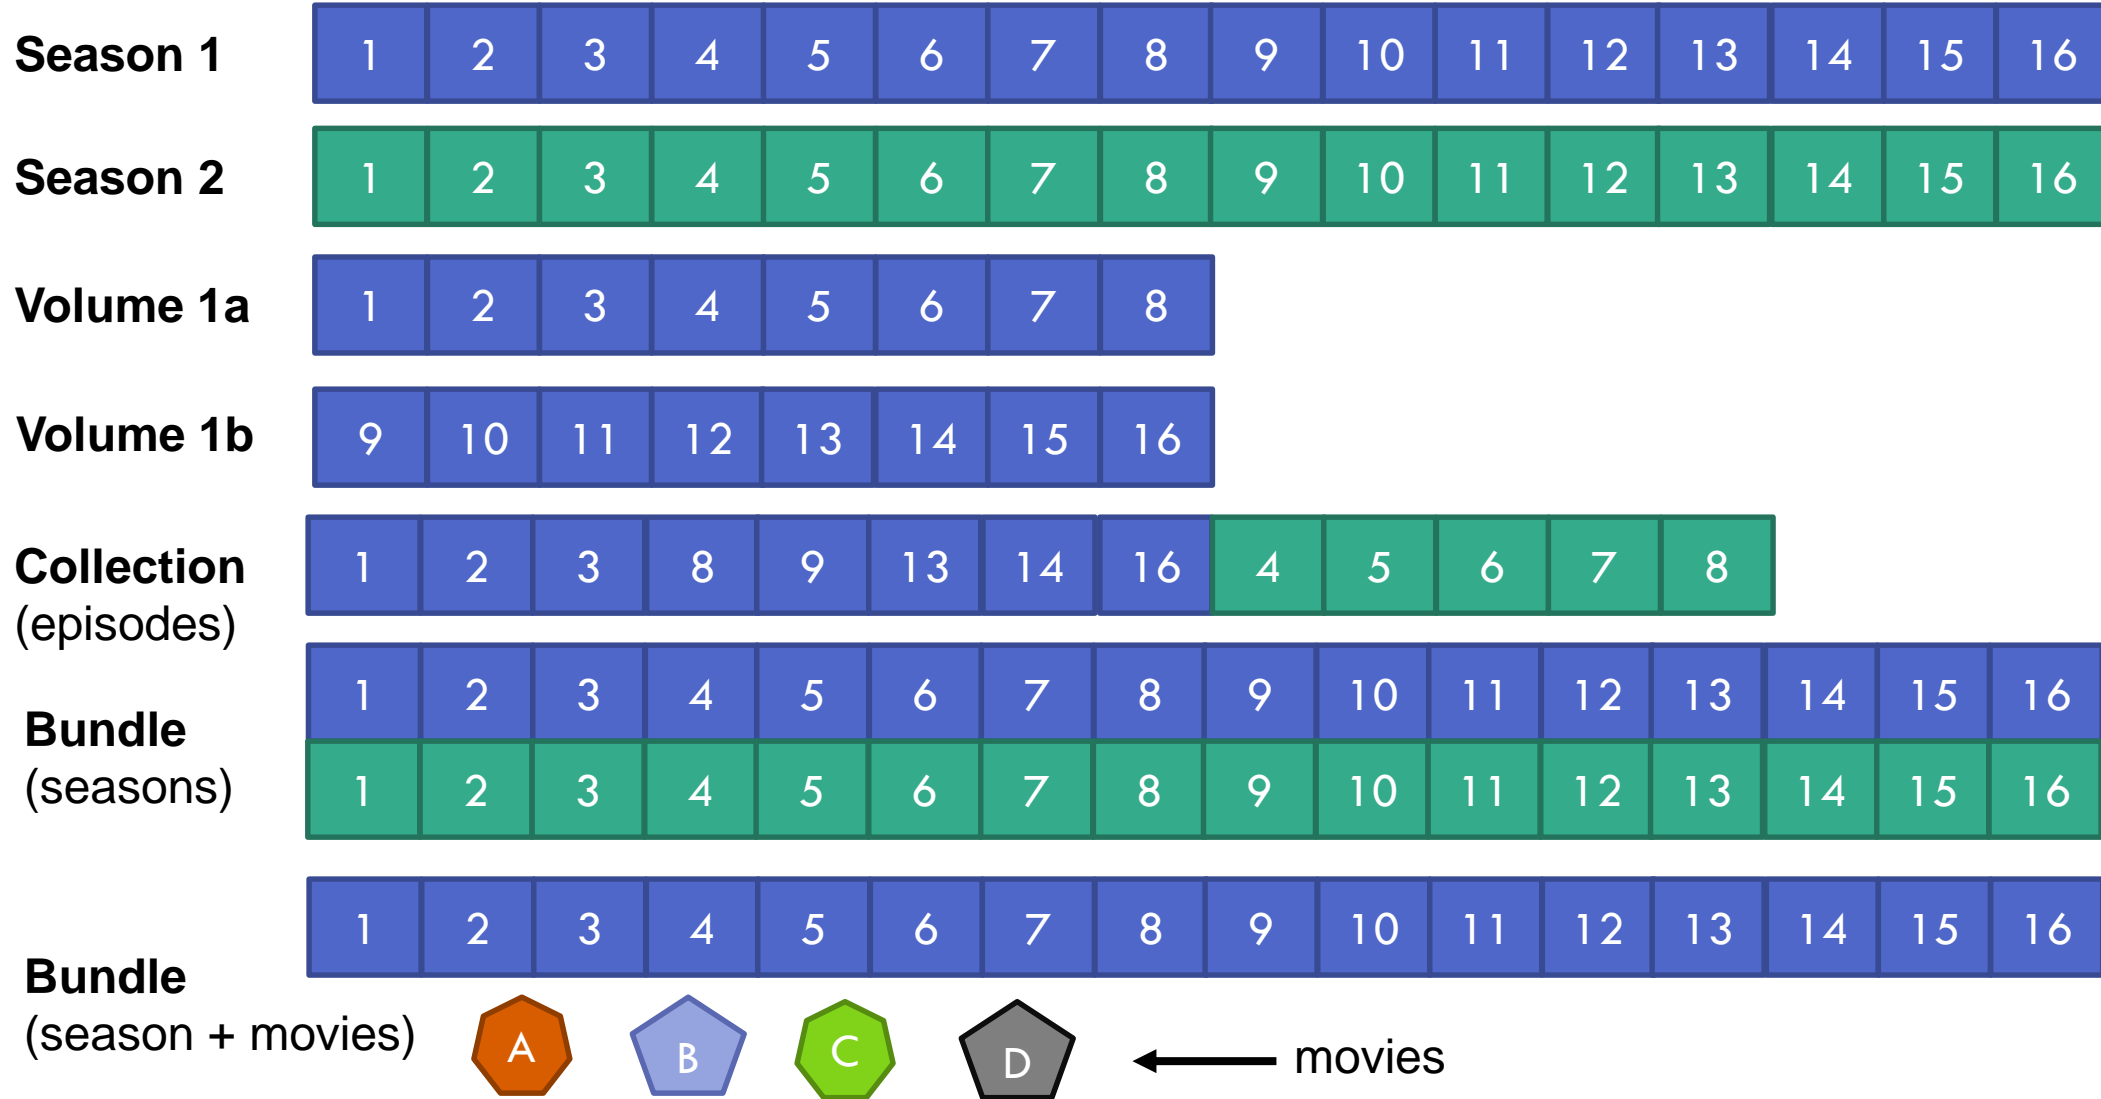 Season 1 1 2 3 4 5 6 7 8 9 10 11 12 13 14 15 16
Season 2 1 2 3 4 5 6 7 8 9 10 11 12 13 14 15 16
Volume 1a 1 2 3 4 5 6 7 8
Volume 1b 9 10 11 12 13 14 15 16
Collection 1 2 3 8 9 13 14 16 4 5 6 7 8
(episodes)
1 2 3 4 5 6 7 8 9 10 11 12 13 14 15 16
Bundle
(seasons) 1 2 3 4 5 6 7 8 9 10 11 12 13 14 15 16
1 2 3 4 5 6 7 8 9 10 11 12 13 14 15 16
Bundle
(season + movies) A B C D movies